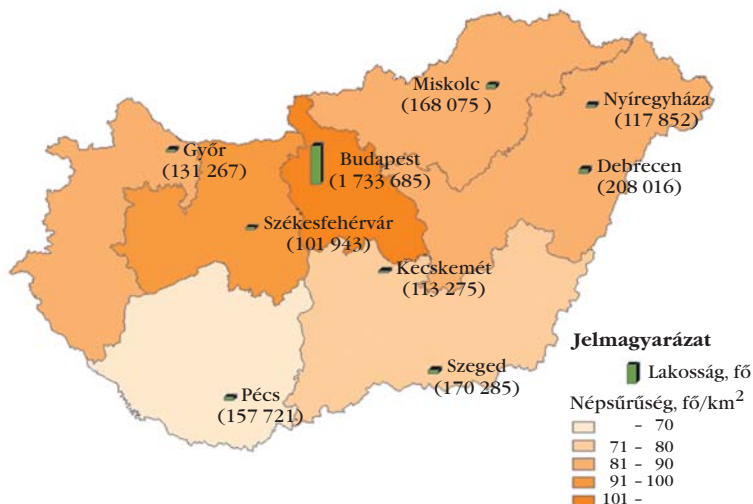 Miskolc
(168 075 )
Nyíregyháza
(117 852)
Győr
(131 267)
Budapest
(1 733 685)
Debrecen
(208 016)
Székesfehérvár
(101 943)
Kecskemét
(113 275)
Szeged
(170 285)
Pécs
(157 721)
Jelmagyarázat
Lakosság, fő
Népsűrűség, fő/km²
– 70
71 – 80
81 – 90
91 – 100
101 –